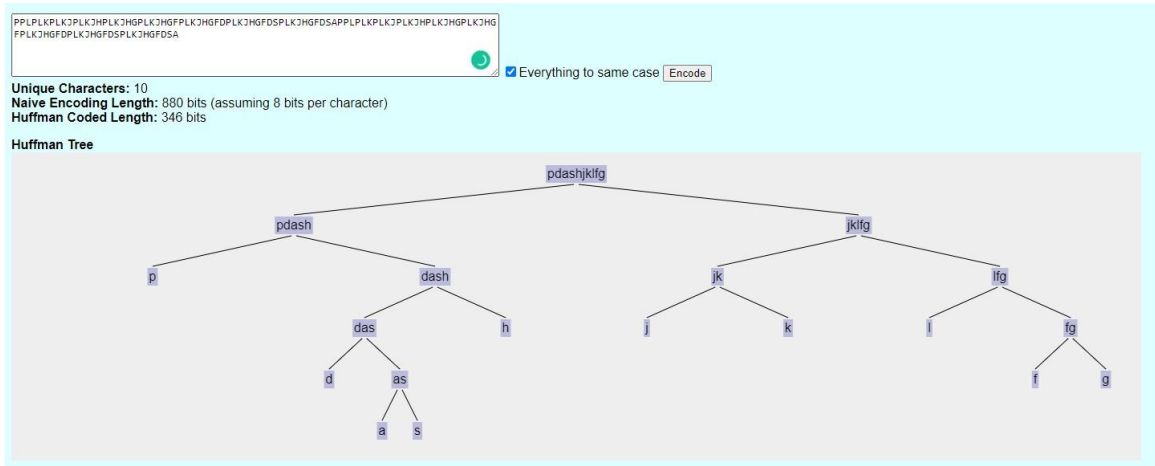 PPLPLKPLKJPLKJHPLKJHGPLKJHGFPLKJHGFDPLKJHGFDSPLKJHGFDSAPPLPLKPLKJPLKJHPLKJHGPLKJHG
FPLKJHGFDPLKJHGFDSPLKJHGFDSA
Everything to same case Encode
Unique Characters: 10
Naive Encoding Length: 880 bits (assuming 8 bits per character)
Huffman Coded Length: 346 bits
Huffman Tree
pdashjklfg
pdash jklfg
p dash jk lfg
das h j k l fg
d as f g
a s